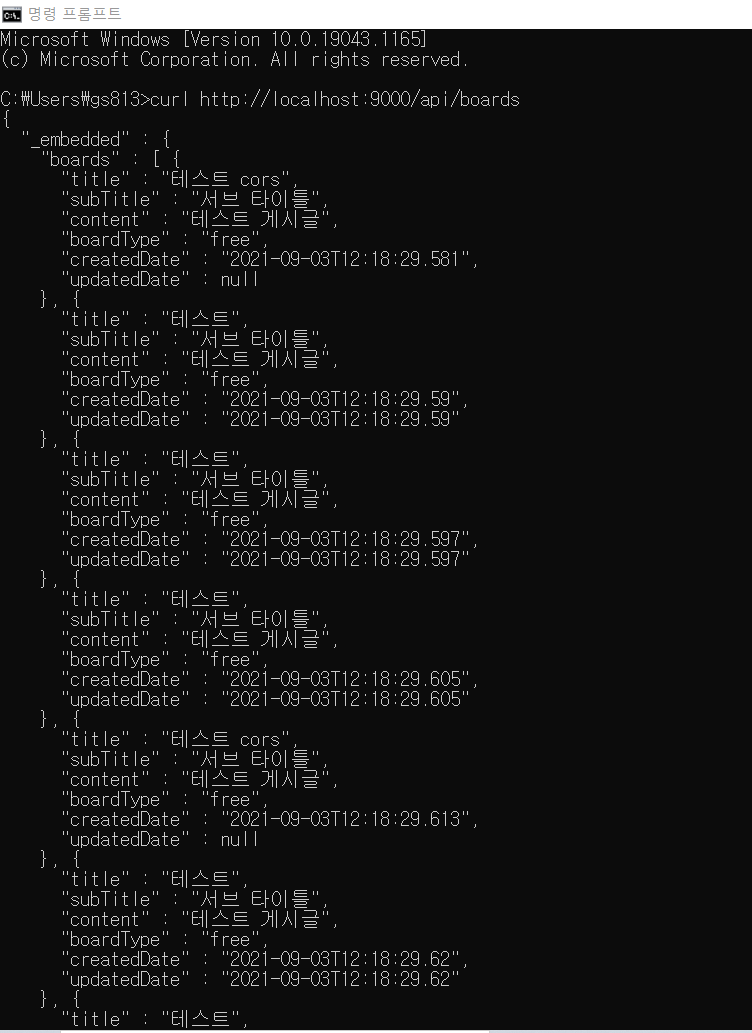 명령 프롬프트
Microsoft Windows [Version 10.0.19043.1165]
(c) Microsoft Corporation. All rights reserved.
C:₩Users₩gs813>curl http://localhost:9000/api/boards
{
  "_embedded" : {
    "boards" : [ {
      "title" : "테스트 cors",
      "subTitle" : "서브 타이틀",
      "content" : "테스트 게시글",
      "boardType" : "free",
      "createdDate" : "2021-09-03T12:18:29.581",
      "updatedDate" : null
    }, {
      "title" : "테스트",
      "subTitle" : "서브 타이틀",
      "content" : "테스트 게시글",
      "boardType" : "free",
      "createdDate" : "2021-09-03T12:18:29.59",
      "updatedDate" : "2021-09-03T12:18:29.59"
    }, {
      "title" : "테스트",
      "subTitle" : "서브 타이틀",
      "content" : "테스트 게시글",
      "boardType" : "free",
      "createdDate" : "2021-09-03T12:18:29.597",
      "updatedDate" : "2021-09-03T12:18:29.597"
    }, {
      "title" : "테스트",
      "subTitle" : "서브 타이틀",
      "content" : "테스트 게시글",
      "boardType" : "free",
      "createdDate" : "2021-09-03T12:18:29.605",
      "updatedDate" : "2021-09-03T12:18:29.605"
    }, {
      "title" : "테스트 cors",
      "subTitle" : "서브 타이틀",
      "content" : "테스트 게시글",
      "boardType" : "free",
      "createdDate" : "2021-09-03T12:18:29.613",
      "updatedDate" : null
    }, {
      "title" : "테스트",
      "subTitle" : "서브 타이틀",
      "content" : "테스트 게시글",
      "boardType" : "free",
      "createdDate" : "2021-09-03T12:18:29.62",
      "updatedDate" : "2021-09-03T12:18:29.62"
    }, {
      "title" : "테스트",